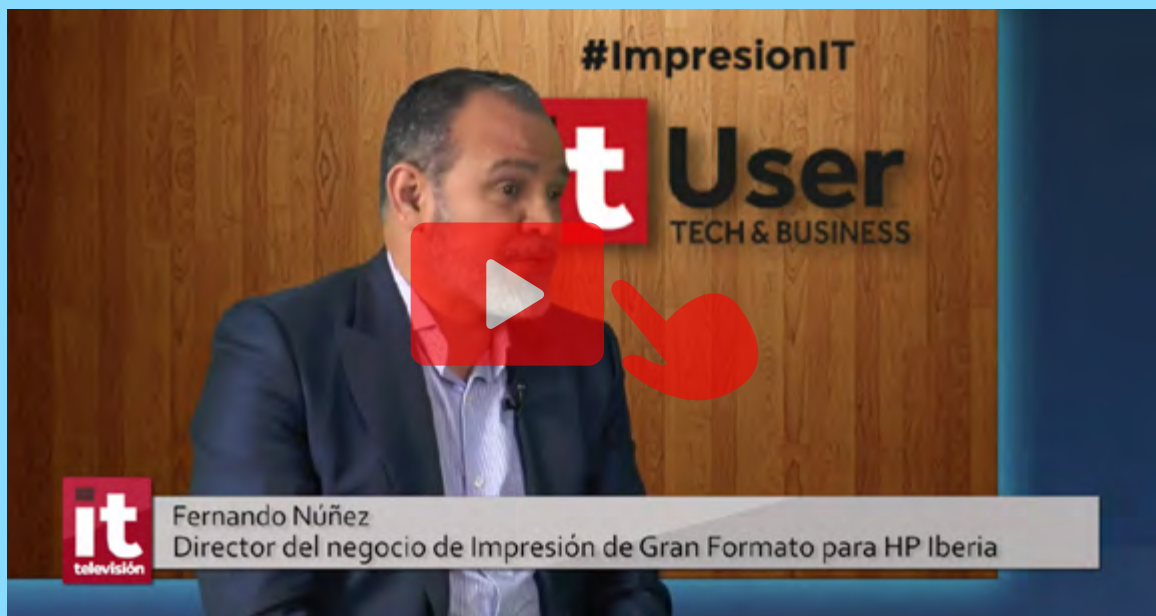 #ImpresionIT
it User
TECH & BUSINESS
Fernando Núñez
Director del negocio de Impresión de Gran Formato para HP Iberia
it
televisión